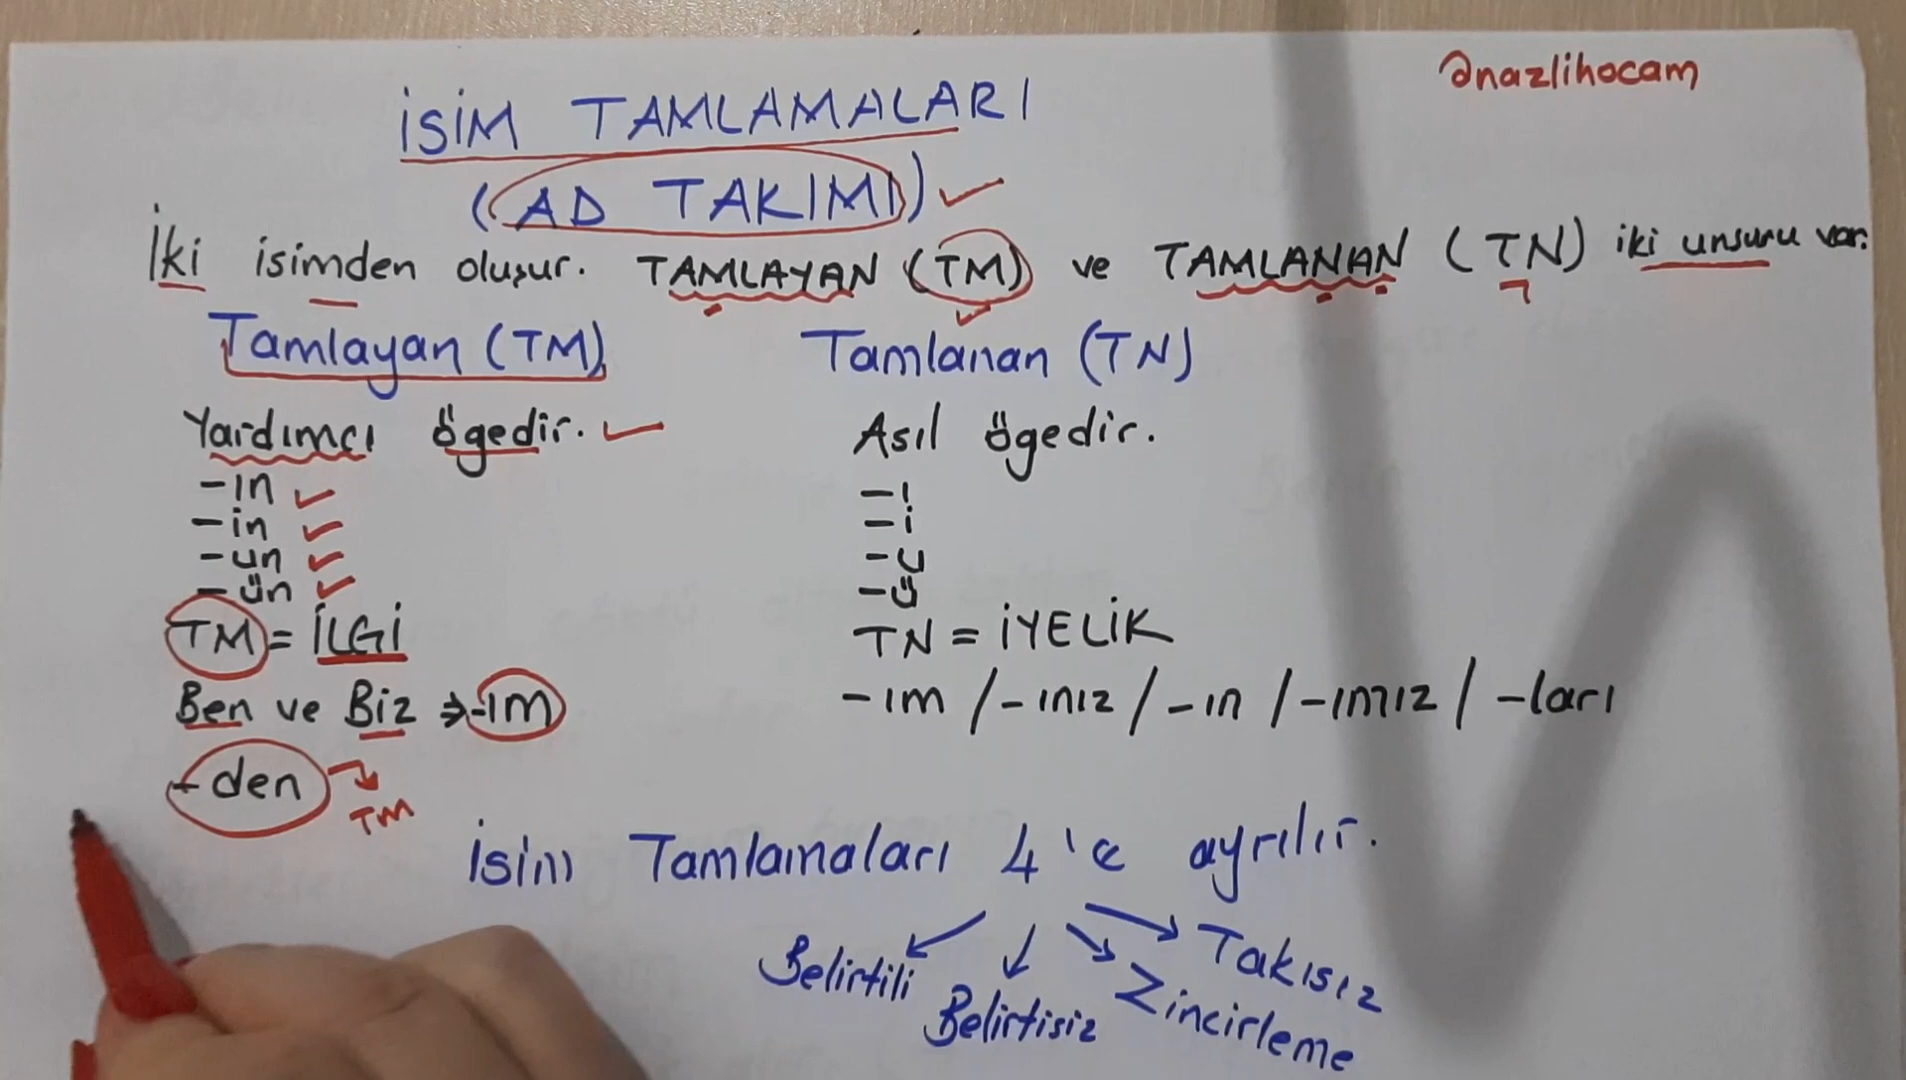 @nazlihocam
İSİM TAMLAMALARI
(AD TAKIMI)
İki isimden oluşur. TAMLAYAN (TM) ve TAMLANAN (TN) iki unsuru var.
Tamlayan (TM)
Yardımcı ögedir.
-ın
-in
-un
-ün
TM = İLGİ
Ben ve Biz ⇒ -ım
-den
TM
Tamlanan (TN)
Asıl ögedir.
-ı
-i
-u
-ü
TN = İYELİK
-ım / -ınız / -ın / -ımız / -ları
İsim Tamlamaları 4'e ayrılır.
Belirtili
Belirtisiz
Zincirleme
Takısız